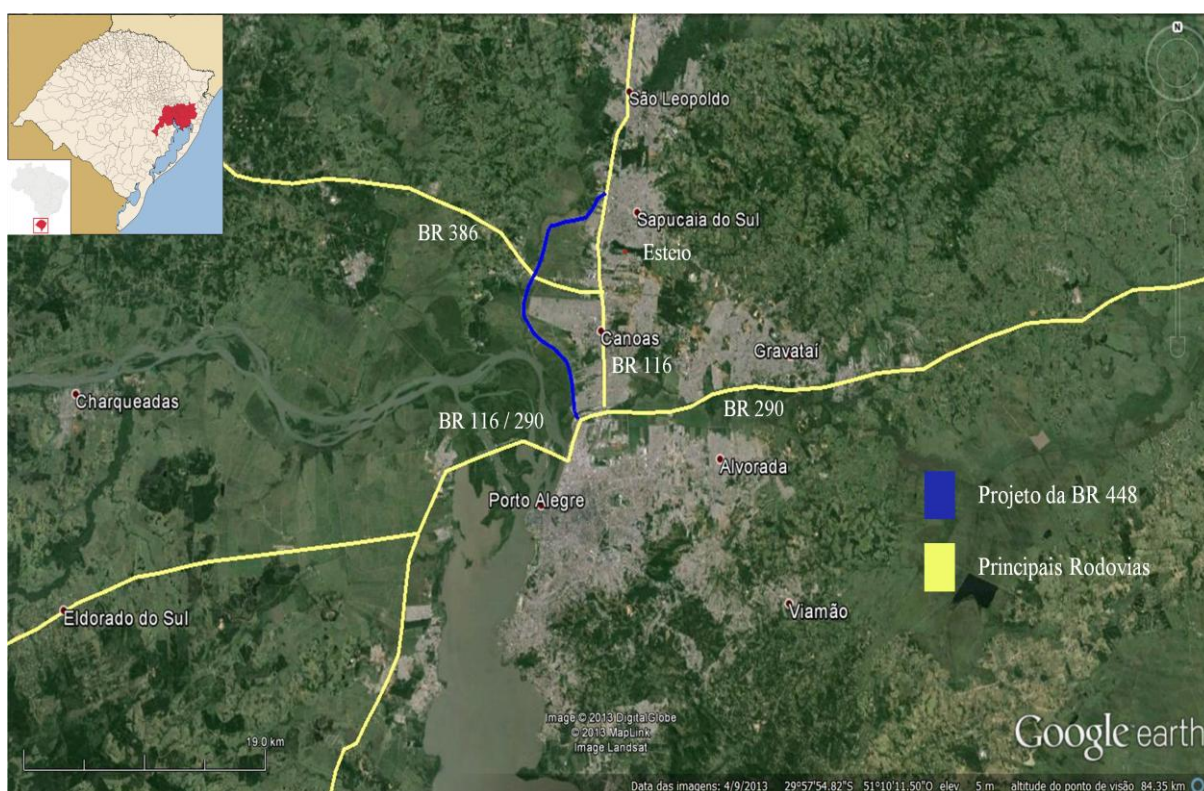 N
São Leopoldo
Sapucaia do Sul
BR 386
Esteio
Canoas
Gravataí
BR 116
Charqueadas
BR 290
BR 116 / 290
Alvorada
Porto Alegre
Projeto da BR 448
Principais Rodovias
Eldorado do Sul
Viamão
Image © 2013 DigitalGlobe
© 2013 MapLink
Image Landsat
19.0 km
Google earth
Data das imagens: 4/9/2013 29°57'54.82"S 51°10'11.50"O elev 5 m altitude do ponto de visão 84.35 km